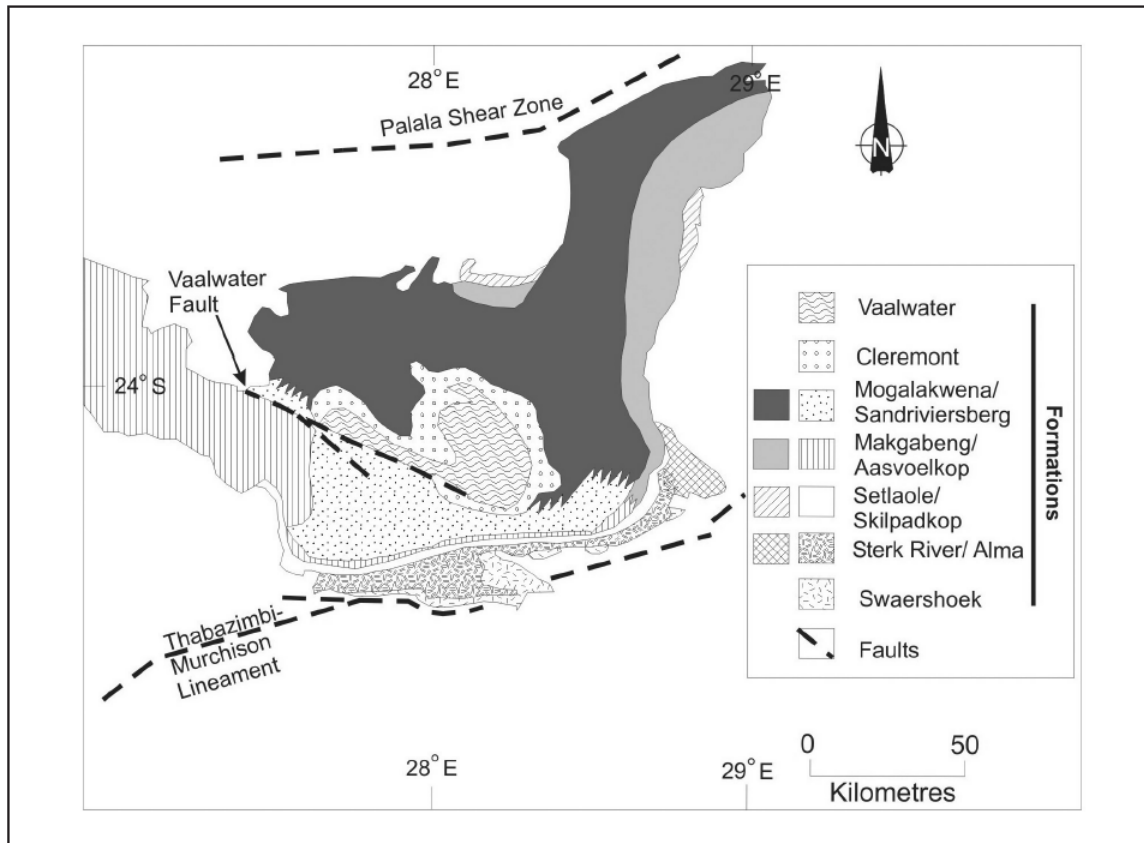 28°E
29°E
Palala Shear Zone
N
Vaalwater
Fault
24°S
Vaalwater
Cleremont
Mogalakwena/
Sandriviersberg
Makgabeng/
Aasvoelkop
Setlaole/
Skilpadkop
Sterk River/ Alma
Swaershoek
Faults
Formations
Thabazimbi-
Murchison
Lineament
28°E
29°E
0 50
Kilometres